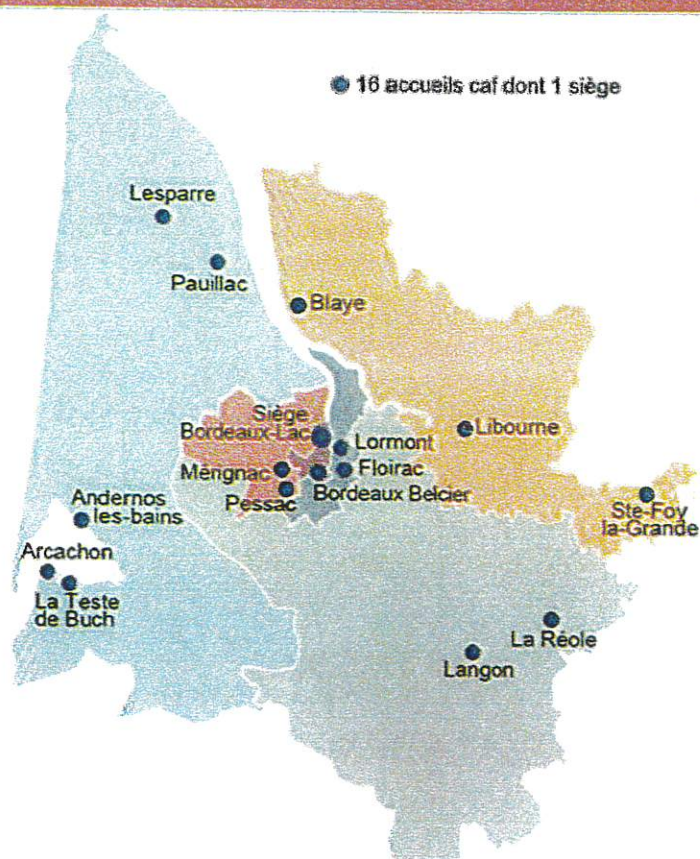 16 accueils caf dont 1 siège
Lesparre
Pauillac
Blaye
Siège
Bordeaux-Lac
Lormont
Libourne
Mérignac
Floirac
Pessac
Bordeaux Belcier
Andernos
les-bains
Ste-Foy
la-Grande
Arcachon
La Teste
de Buch
La Réole
Langon